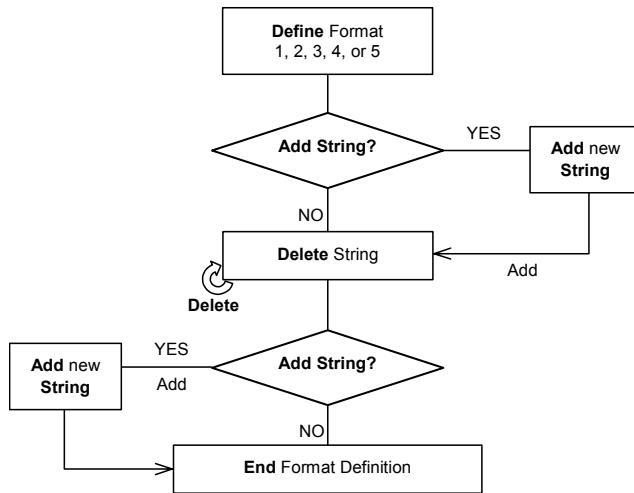 Define Format
1, 2, 3, 4, or 5
Add String?
YES
Add new
String
NO
Delete String
Add
Delete
Add String?
YES
Add
Add new
String
NO
End Format Definition